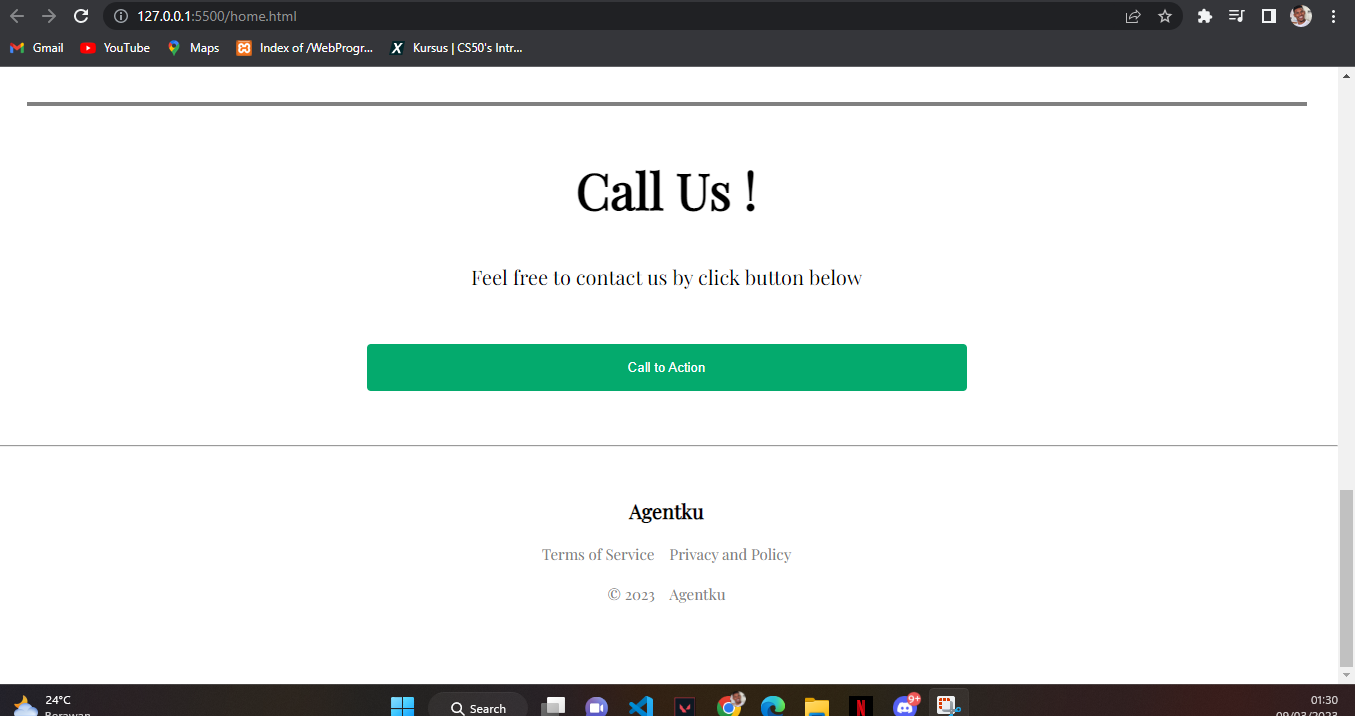 127.0.0.1:5500/home.html
Gmail YouTube Maps Index of /WebProgr... Kursus | CS50's Intr...
Call Us !
Feel free to contact us by click button below
Call to Action
Agentku
Terms of Service Privacy and Policy
© 2023 Agentku
24°C
Berawan
Search
9+
01:30
09/03/2023